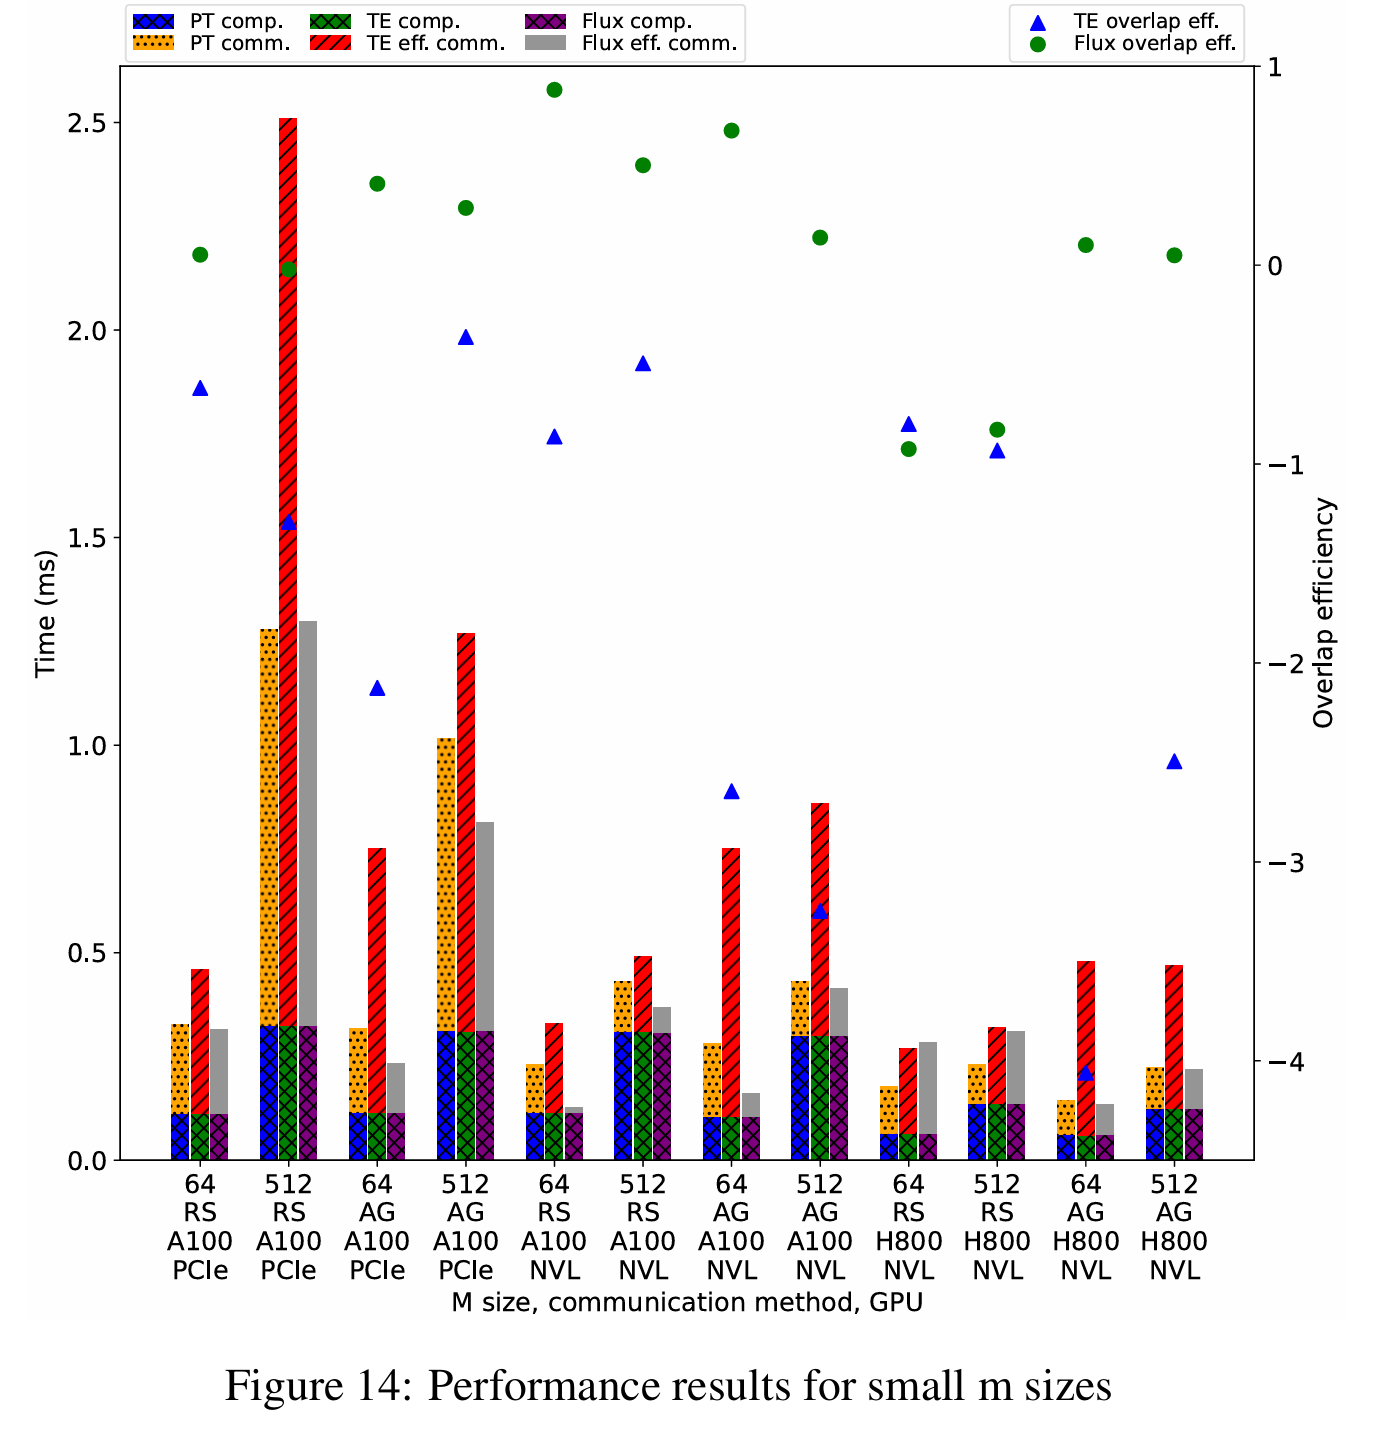 PT comp.
PT comm.
TE comp.
TE eff. comm.
Flux comp.
Flux eff. comm.
TE overlap eff.
Flux overlap eff.
2.5
2.0
1.5
1.0
0.5
0.0
Time (ms)
1
0
−1
−2
−3
−4
Overlap efficiency
64 512 64 512 64 512 64 512 64 512 64 512
RS RS AG AG RS RS AG AG RS RS AG AG
A100 A100 A100 A100 A100 A100 A100 A100 H800 H800 H800 H800
PCIe PCIe PCIe PCIe NVL NVL NVL NVL NVL NVL NVL NVL
M size, communication method, GPU
Figure 14: Performance results for small m sizes